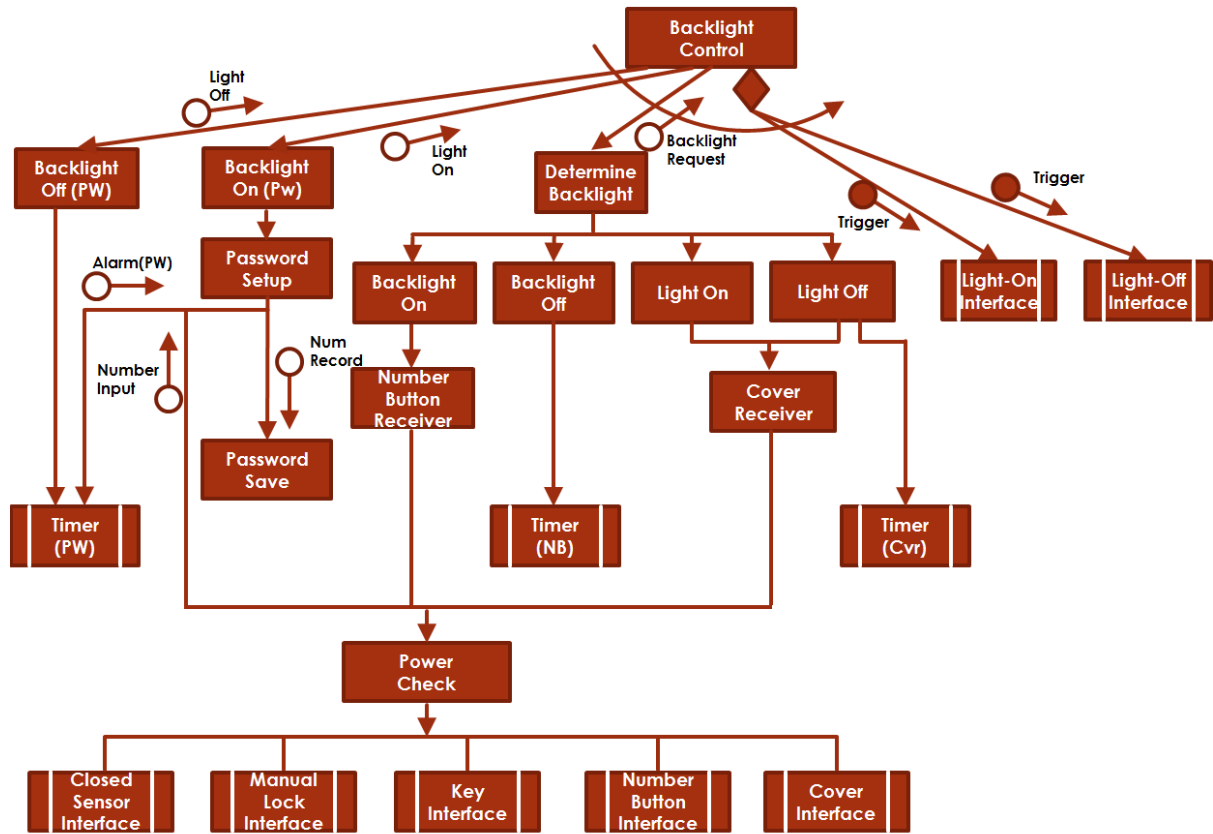 Backlight
Control
Light
Off
Light
On
Backlight
Request
Trigger
Trigger
Backlight
Off (PW)
Backlight
On (Pw)
Determine
Backlight
Password
Setup
Alarm(PW)
Backlight
On
Backlight
Off
Light On
Light Off
Light-On
Interface
Light-Off
Interface
Number
Input
Num
Record
Number
Button
Receiver
Cover
Receiver
Password
Save
Timer
(PW)
Timer
(NB)
Timer
(Cvr)
Power
Check
Closed
Sensor
Interface
Manual
Lock
Interface
Key
Interface
Number
Button
Interface
Cover
Interface